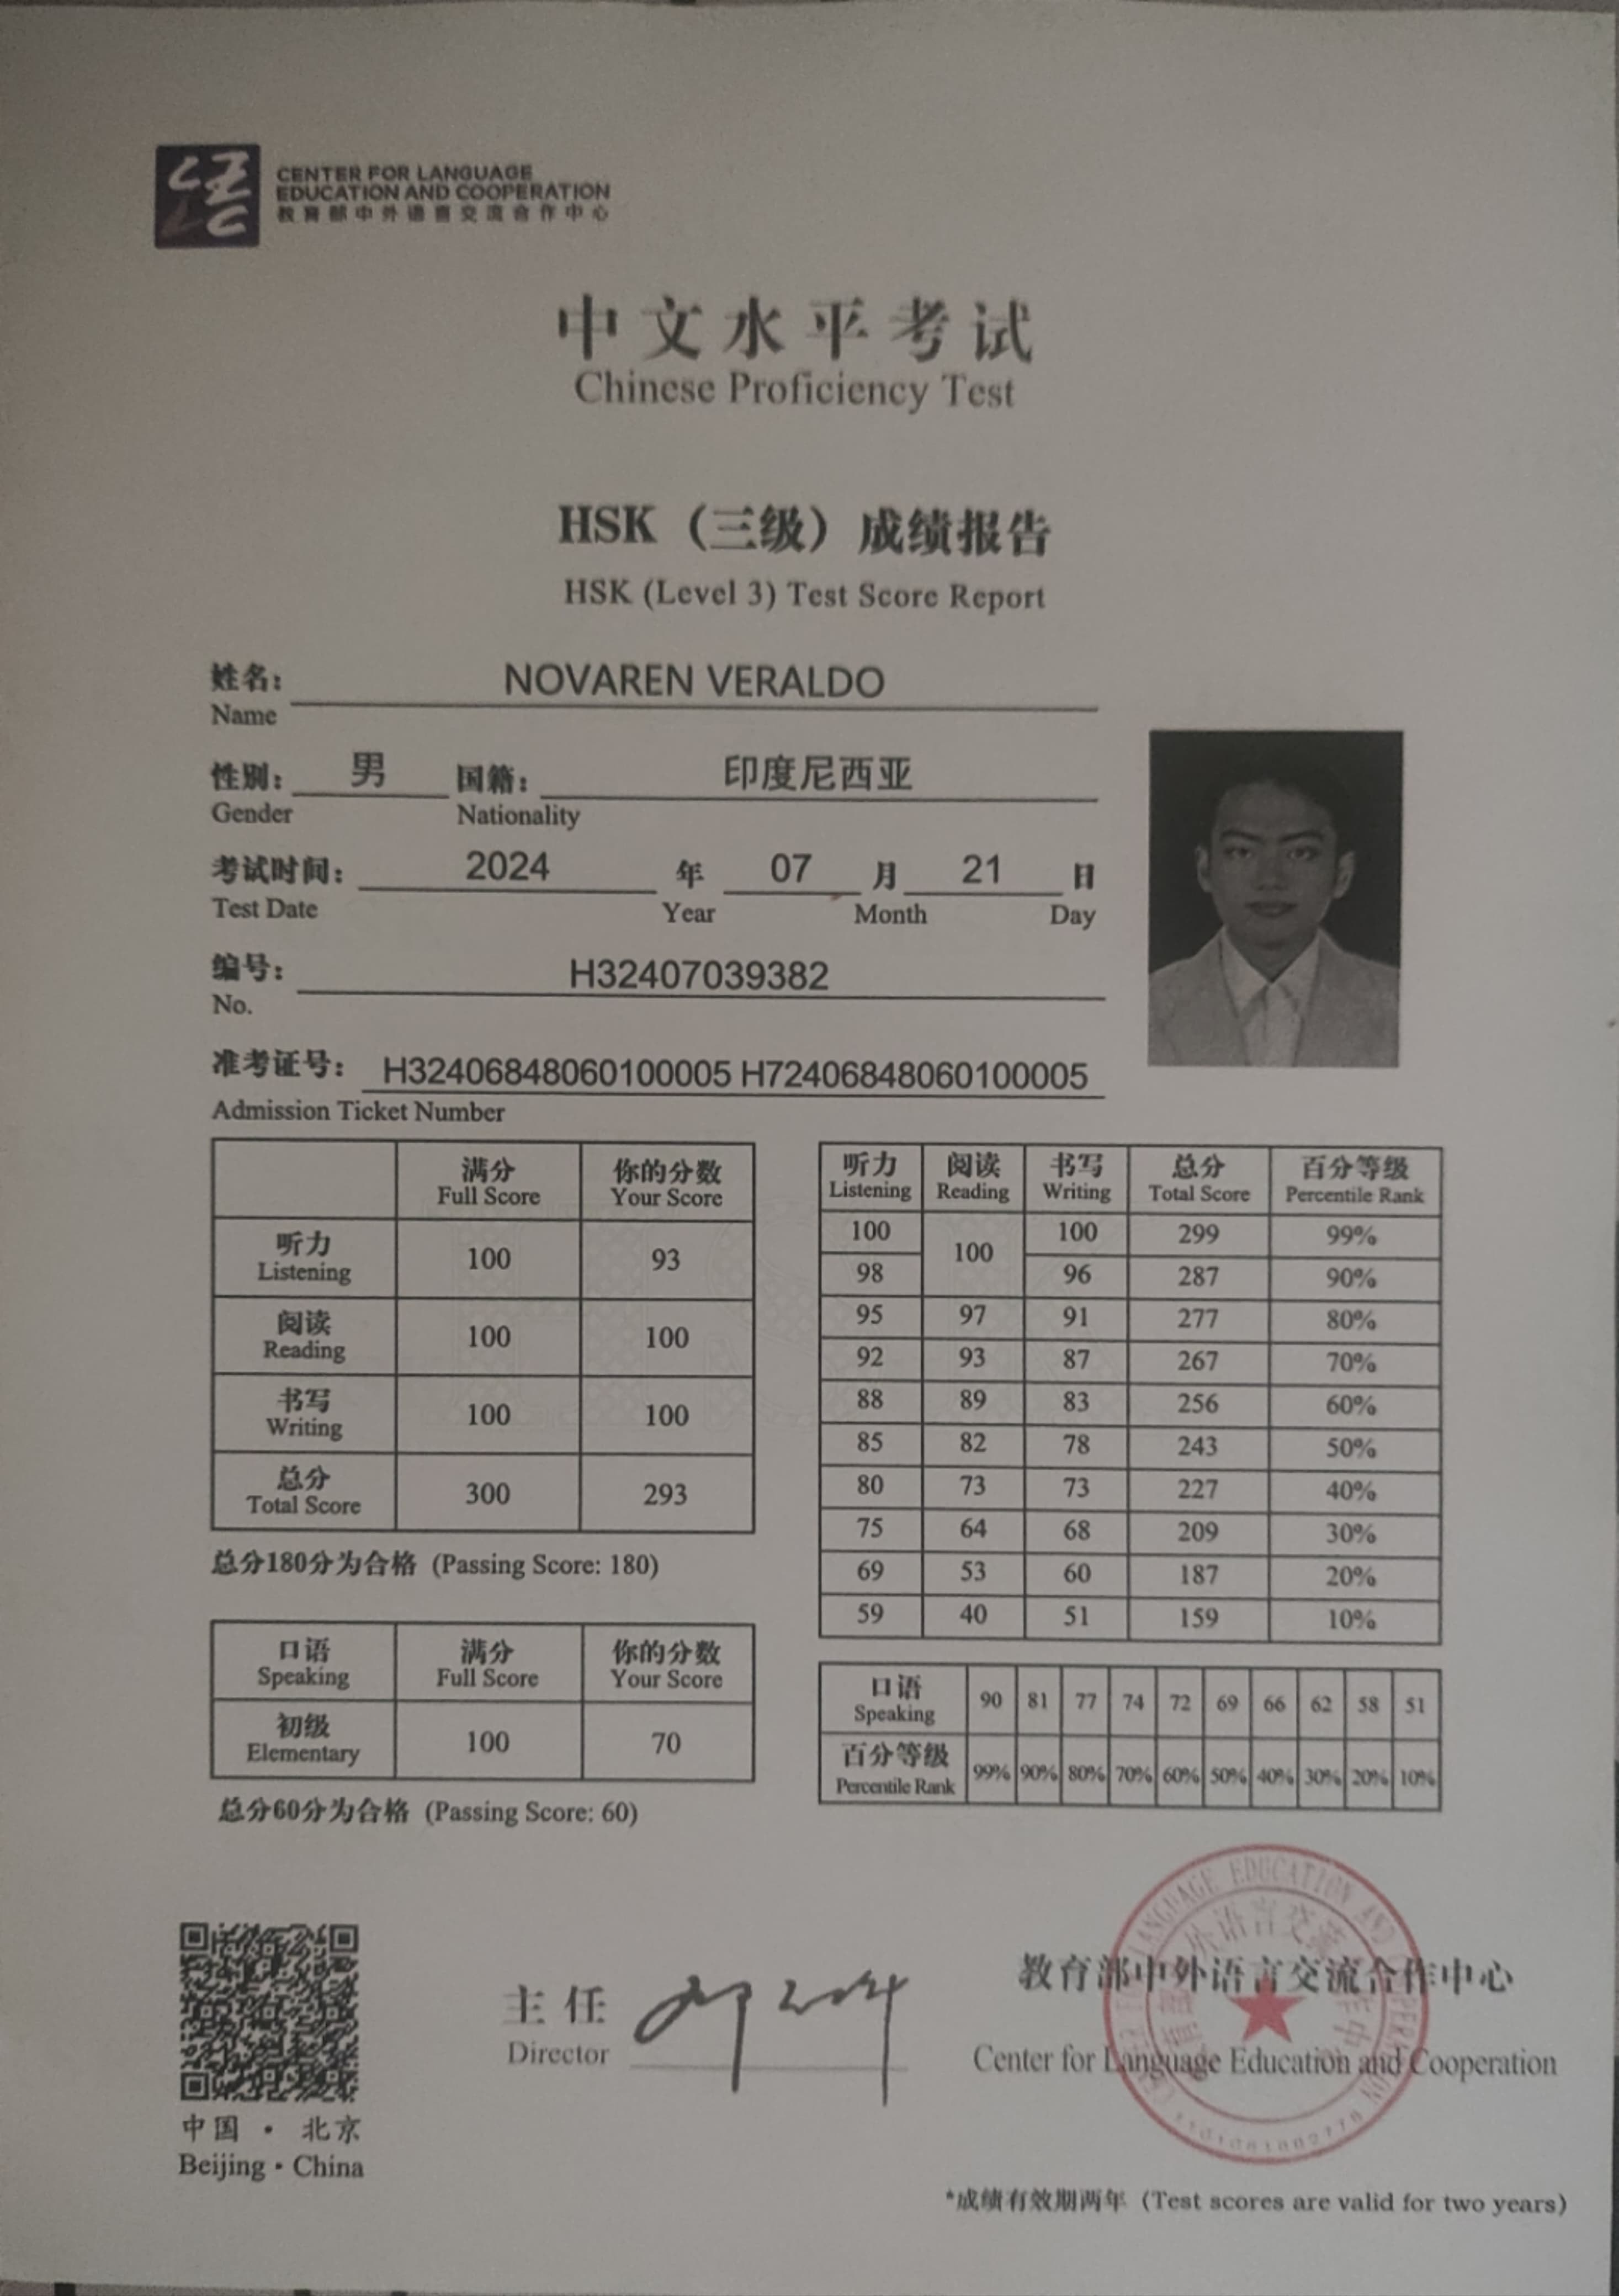 CENTER FOR LANGUAGE
EDUCATION AND COOPERATION
教育部中外语言交流合作中心
中文水平考试
Chinese Proficiency Test
HSK（三级）成绩报告
HSK (Level 3) Test Score Report
姓名: NOVAREN VERALDO
Name
性别: 男 国籍: 印度尼西亚
Gender Nationality
考试时间: 2024 年 07 月 21 日
Test Date Year Month Day
编号: H32407039382
No.
准考证号: H32406848060100005 H72406848060100005
Admission Ticket Number
满分 你的分数
Full Score Your Score
听力
Listening 100 93
阅读
Reading 100 100
书写
Writing 100 100
总分
Total Score 300 293
总分180分为合格 (Passing Score: 180)
口语 满分 你的分数
Speaking Full Score Your Score
初级
Elementary 100 70
总分60分为合格 (Passing Score: 60)
听力 阅读 书写 总分 百分等级
Listening Reading Writing Total Score Percentile Rank
100 100 100 299 99%
98 96 287 90%
95 97 91 277 80%
92 93 87 267 70%
88 89 83 256 60%
85 82 78 243 50%
80 73 73 227 40%
75 64 68 209 30%
69 53 60 187 20%
59 40 51 159 10%
口语
Speaking 90 81 77 74 72 69 66 62 58 51
百分等级
Percentile Rank 99% 90% 80% 70% 60% 50% 40% 30% 20% 10%
中国 · 北京
Beijing · China
主任
Director
教育部中外语言交流合作中心
Center for Language Education and Cooperation
*成绩有效期两年 (Test scores are valid for two years)